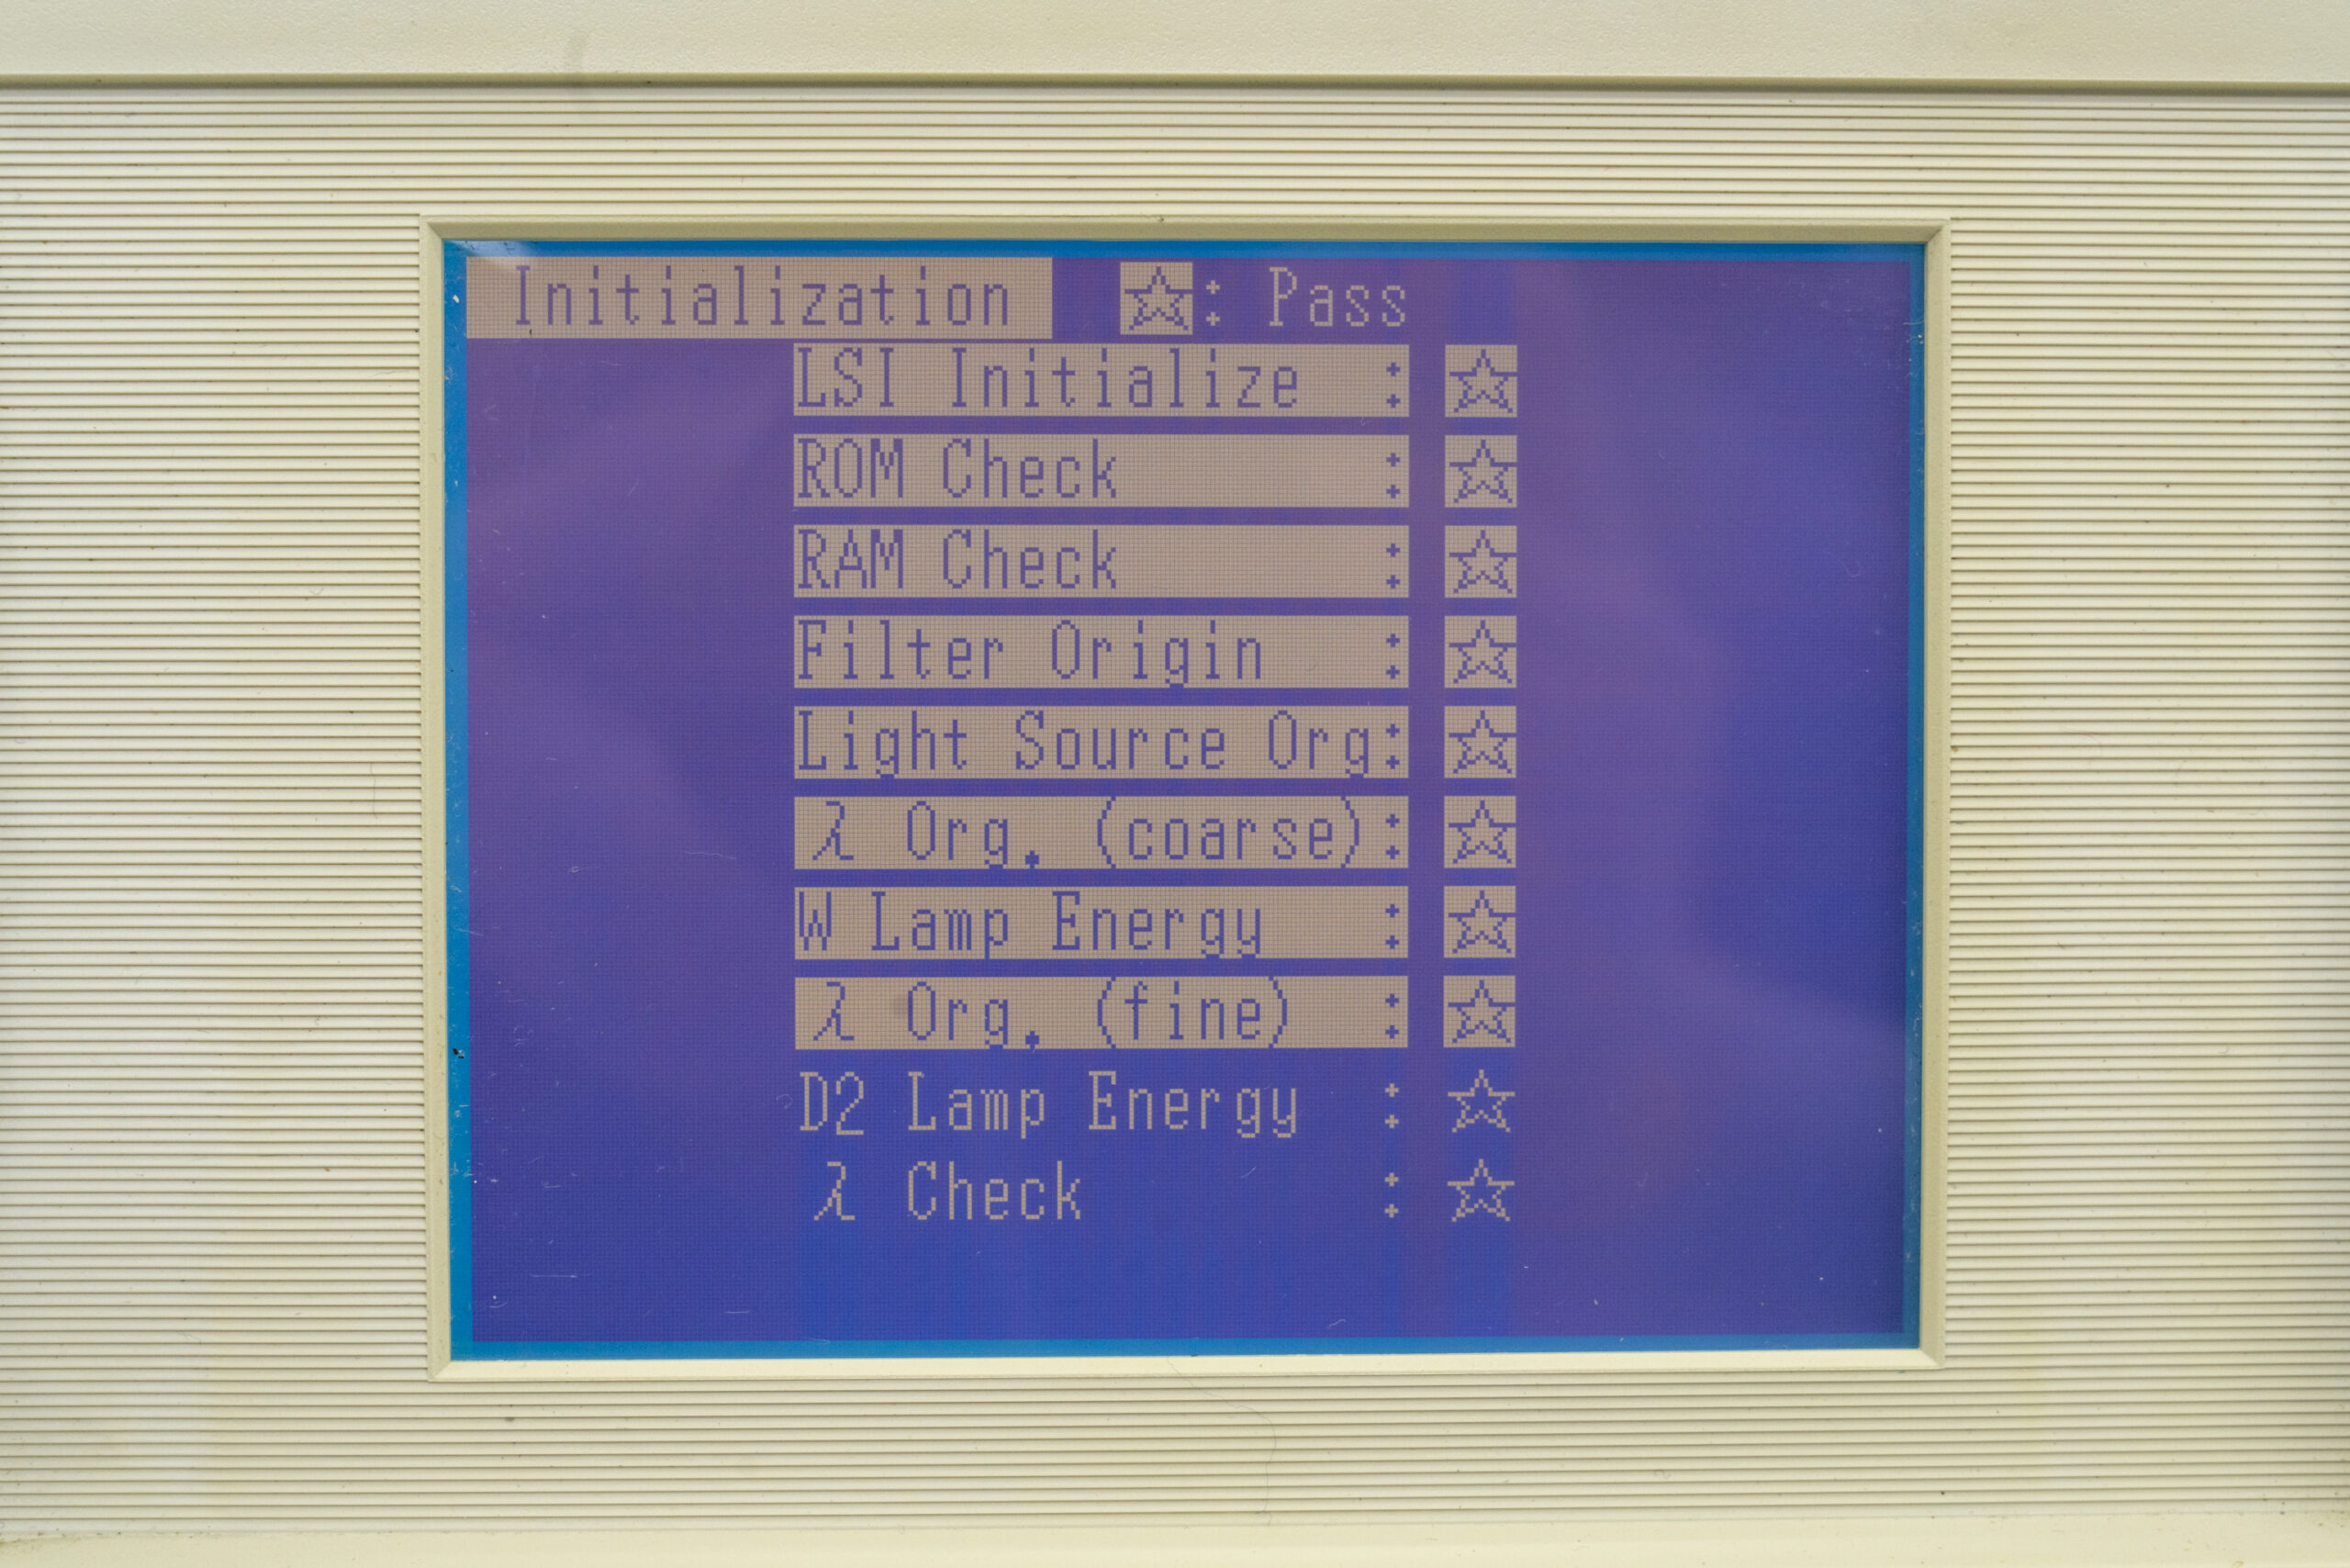 Initialization ☆: Pass
LSI Initialize : ☆
ROM Check : ☆
RAM Check : ☆
Filter Origin : ☆
Light Source Org: ☆
λ Org. (coarse): ☆
W Lamp Energy : ☆
λ Org. (fine) : ☆
D2 Lamp Energy : ☆
λ Check : ☆